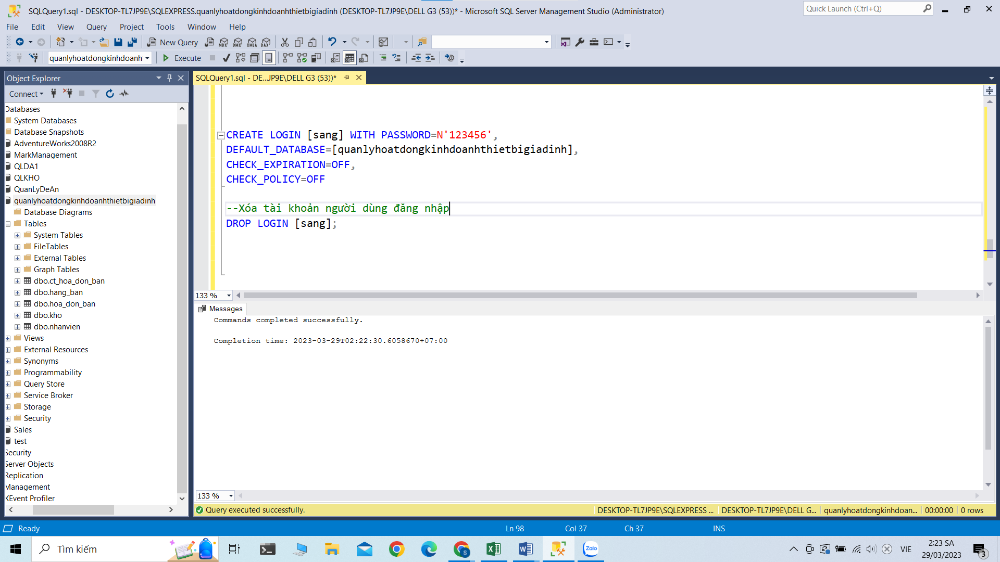 SQLQuery1.sql - DESKTOP-TL7JP9E\SQLEXPRESS.quanlyhoatdongkinhdoanhthietbigiadinh (DESKTOP-TL7JP9E\DELL G3 (53))* - Microsoft SQL Server Management Studio (Administrator)
Quick Launch (Ctrl+Q)
File Edit View Query Project Tools Window Help
New Query
MDX DMX XMLA DAX
quanlyhoatdongkinhdoanht
Execute
Object Explorer
SQLQuery1.sql - DE...JP9E\DELL G3 (53))*
Connect
Databases
System Databases
Database Snapshots
AdventureWorks2008R2
MarkManagement
QLDA1
QLKHO
QuanLyDeAn
quanlyhoatdongkinhdoanhthietbigiadinh
Database Diagrams
Tables
System Tables
FileTables
External Tables
Graph Tables
dbo.ct_hoa_don_ban
dbo.hang_ban
dbo.hoa_don_ban
dbo.kho
dbo.nhanvien
Views
External Resources
Synonyms
Programmability
Query Store
Service Broker
Storage
Security
Sales
test
Security
Server Objects
Replication
Management
XEvent Profiler
CREATE LOGIN [sang] WITH PASSWORD=N'123456',
DEFAULT_DATABASE=[quanlyhoatdongkinhdoanhthietbigiadinh],
CHECK_EXPIRATION=OFF,
CHECK_POLICY=OFF
--Xóa tài khoản người dùng đăng nhập
DROP LOGIN [sang];
133 %
Messages
Commands completed successfully.
Completion time: 2023-03-29T02:22:30.6058670+07:00
133 %
Query executed successfully.
DESKTOP-TL7JP9E\SQLEXPRESS ... DESKTOP-TL7JP9E\DELL G... quanlyhoatdongkinhdoan... 00:00:00 0 rows
Ready
Ln 98 Col 37 Ch 37 INS
Tìm kiếm
S
Zalo
VIE
2:23 SA
29/03/2023
3